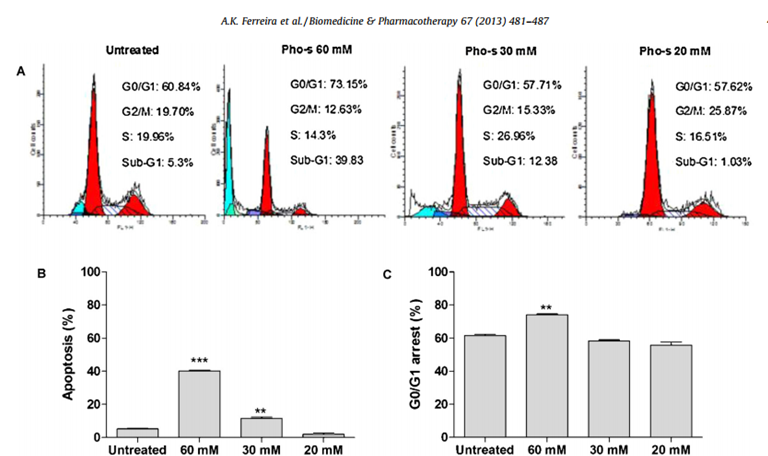 A.K. Ferreira et al. / Biomedicine & Pharmacotherapy 67 (2013) 481–487
Untreated
Pho-s 60 mM
Pho-s 30 mM
Pho-s 20 mM
A
G0/G1: 60.84%
G2/M: 19.70%
S: 19.96%
Sub-G1: 5.3%
G0/G1: 73.15%
G2/M: 12.63%
S: 14.3%
Sub-G1: 39.83
G0/G1: 57.71%
G2/M: 15.33%
S: 26.96%
Sub-G1: 12.38
G0/G1: 57.62%
G2/M: 25.87%
S: 16.51%
Sub-G1: 1.03%
B
Apoptosis (%)
100
80
60
40
20
0
***
**
Untreated 60 mM 30 mM 20 mM
C
G0/G1 arrest (%)
100
80
60
40
20
0
**
Untreated 60 mM 30 mM 20 mM